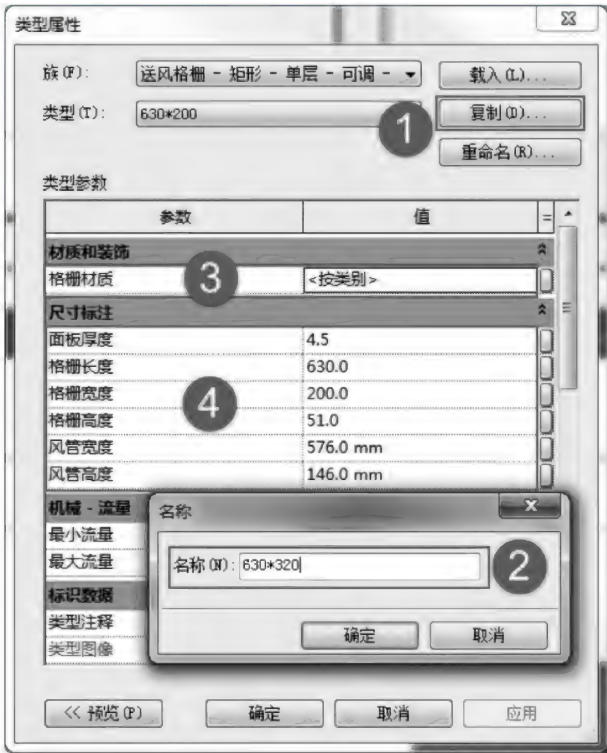 类型属性
族(F): 送风格栅 - 矩形 - 单层 - 可调 - 载入(L)...
类型(T): 630*200 1 复制(D)...
重命名(R)...
类型参数
参数 值 =
材质和装饰
格栅材质 3 <按类别>
尺寸标注
面板厚度 4.5
格栅长度 630.0
格栅宽度 200.0
4
格栅高度 51.0
风管宽度 576.0 mm
风管高度 146.0 mm
机械 - 流量
最小流量
最大流量
标识数据
类型注释
类型图像
名称
名称(N): 630*320 2
确定 取消
<< 预览(P) 确定 取消 应用